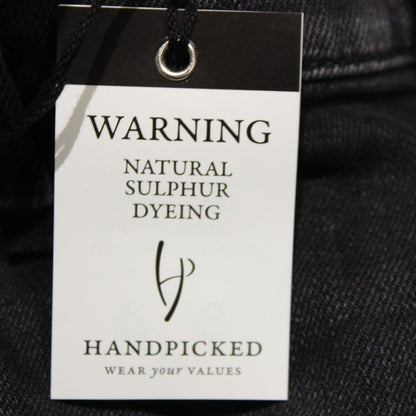 WARNING
NATURAL
SULPHUR
DYEING
HANDPICKED
WEAR your VALUES